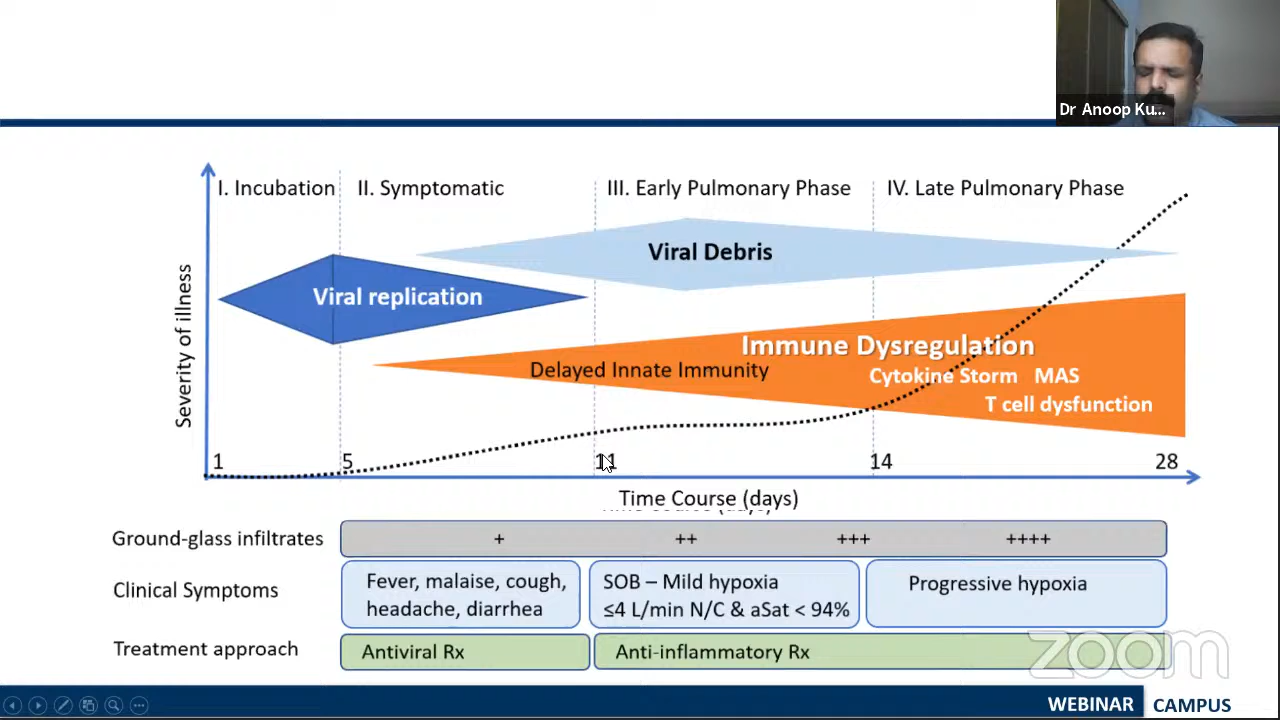 Dr Anoop Ku...
I. Incubation
II. Symptomatic
III. Early Pulmonary Phase
IV. Late Pulmonary Phase
Viral Debris
Viral replication
Severity of illness
Immune Dysregulation
Delayed Innate Immunity
Cytokine Storm MAS
T cell dysfunction
1
5
11
14
28
Time Course (days)
Ground-glass infiltrates
+
++
+++
++++
Clinical Symptoms
Fever, malaise, cough,
headache, diarrhea
SOB – Mild hypoxia
≤4 L/min N/C & aSat < 94%
Progressive hypoxia
Treatment approach
Antiviral Rx
Anti-inflammatory Rx
zoom
WEBINAR CAMPUS